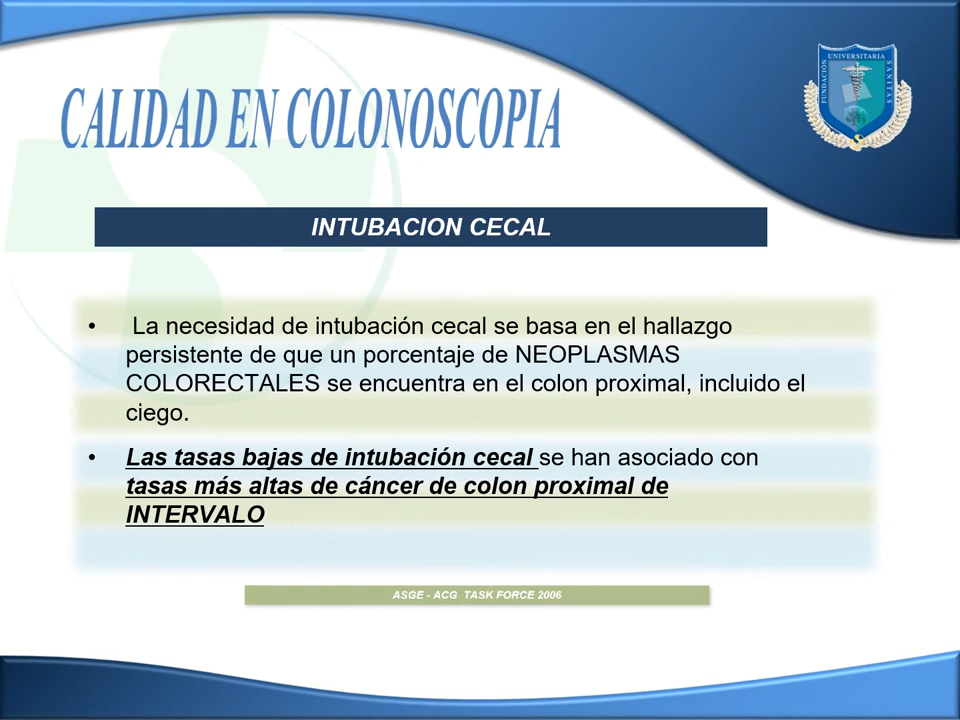 UNIVERSITARIA
FUNDACIÓN
SANITAS
CALIDAD EN COLONOSCOPIA
INTUBACION CECAL
• La necesidad de intubación cecal se basa en el hallazgo
persistente de que un porcentaje de NEOPLASMAS
COLORECTALES se encuentra en el colon proximal, incluido el
ciego.
• Las tasas bajas de intubación cecal se han asociado con
tasas más altas de cáncer de colon proximal de
INTERVALO
ASGE - ACG TASK FORCE 2006